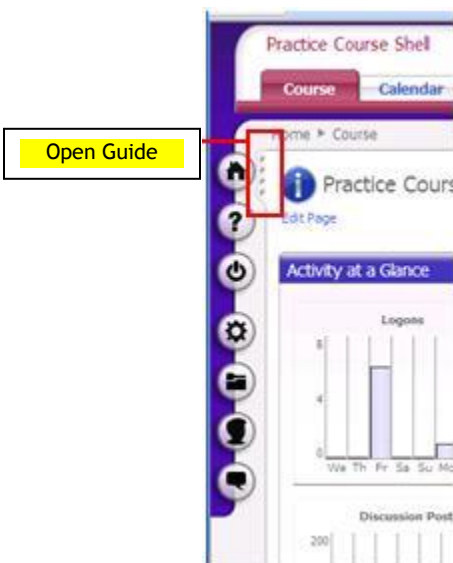 Practice Course Shell
Course Calendar
Home Course
Open Guide
Practice Cours
Edit Page
Activity at a Glance
Logons
8
4
0
We Th Fr Sa Su Mo
Discussion Post
200